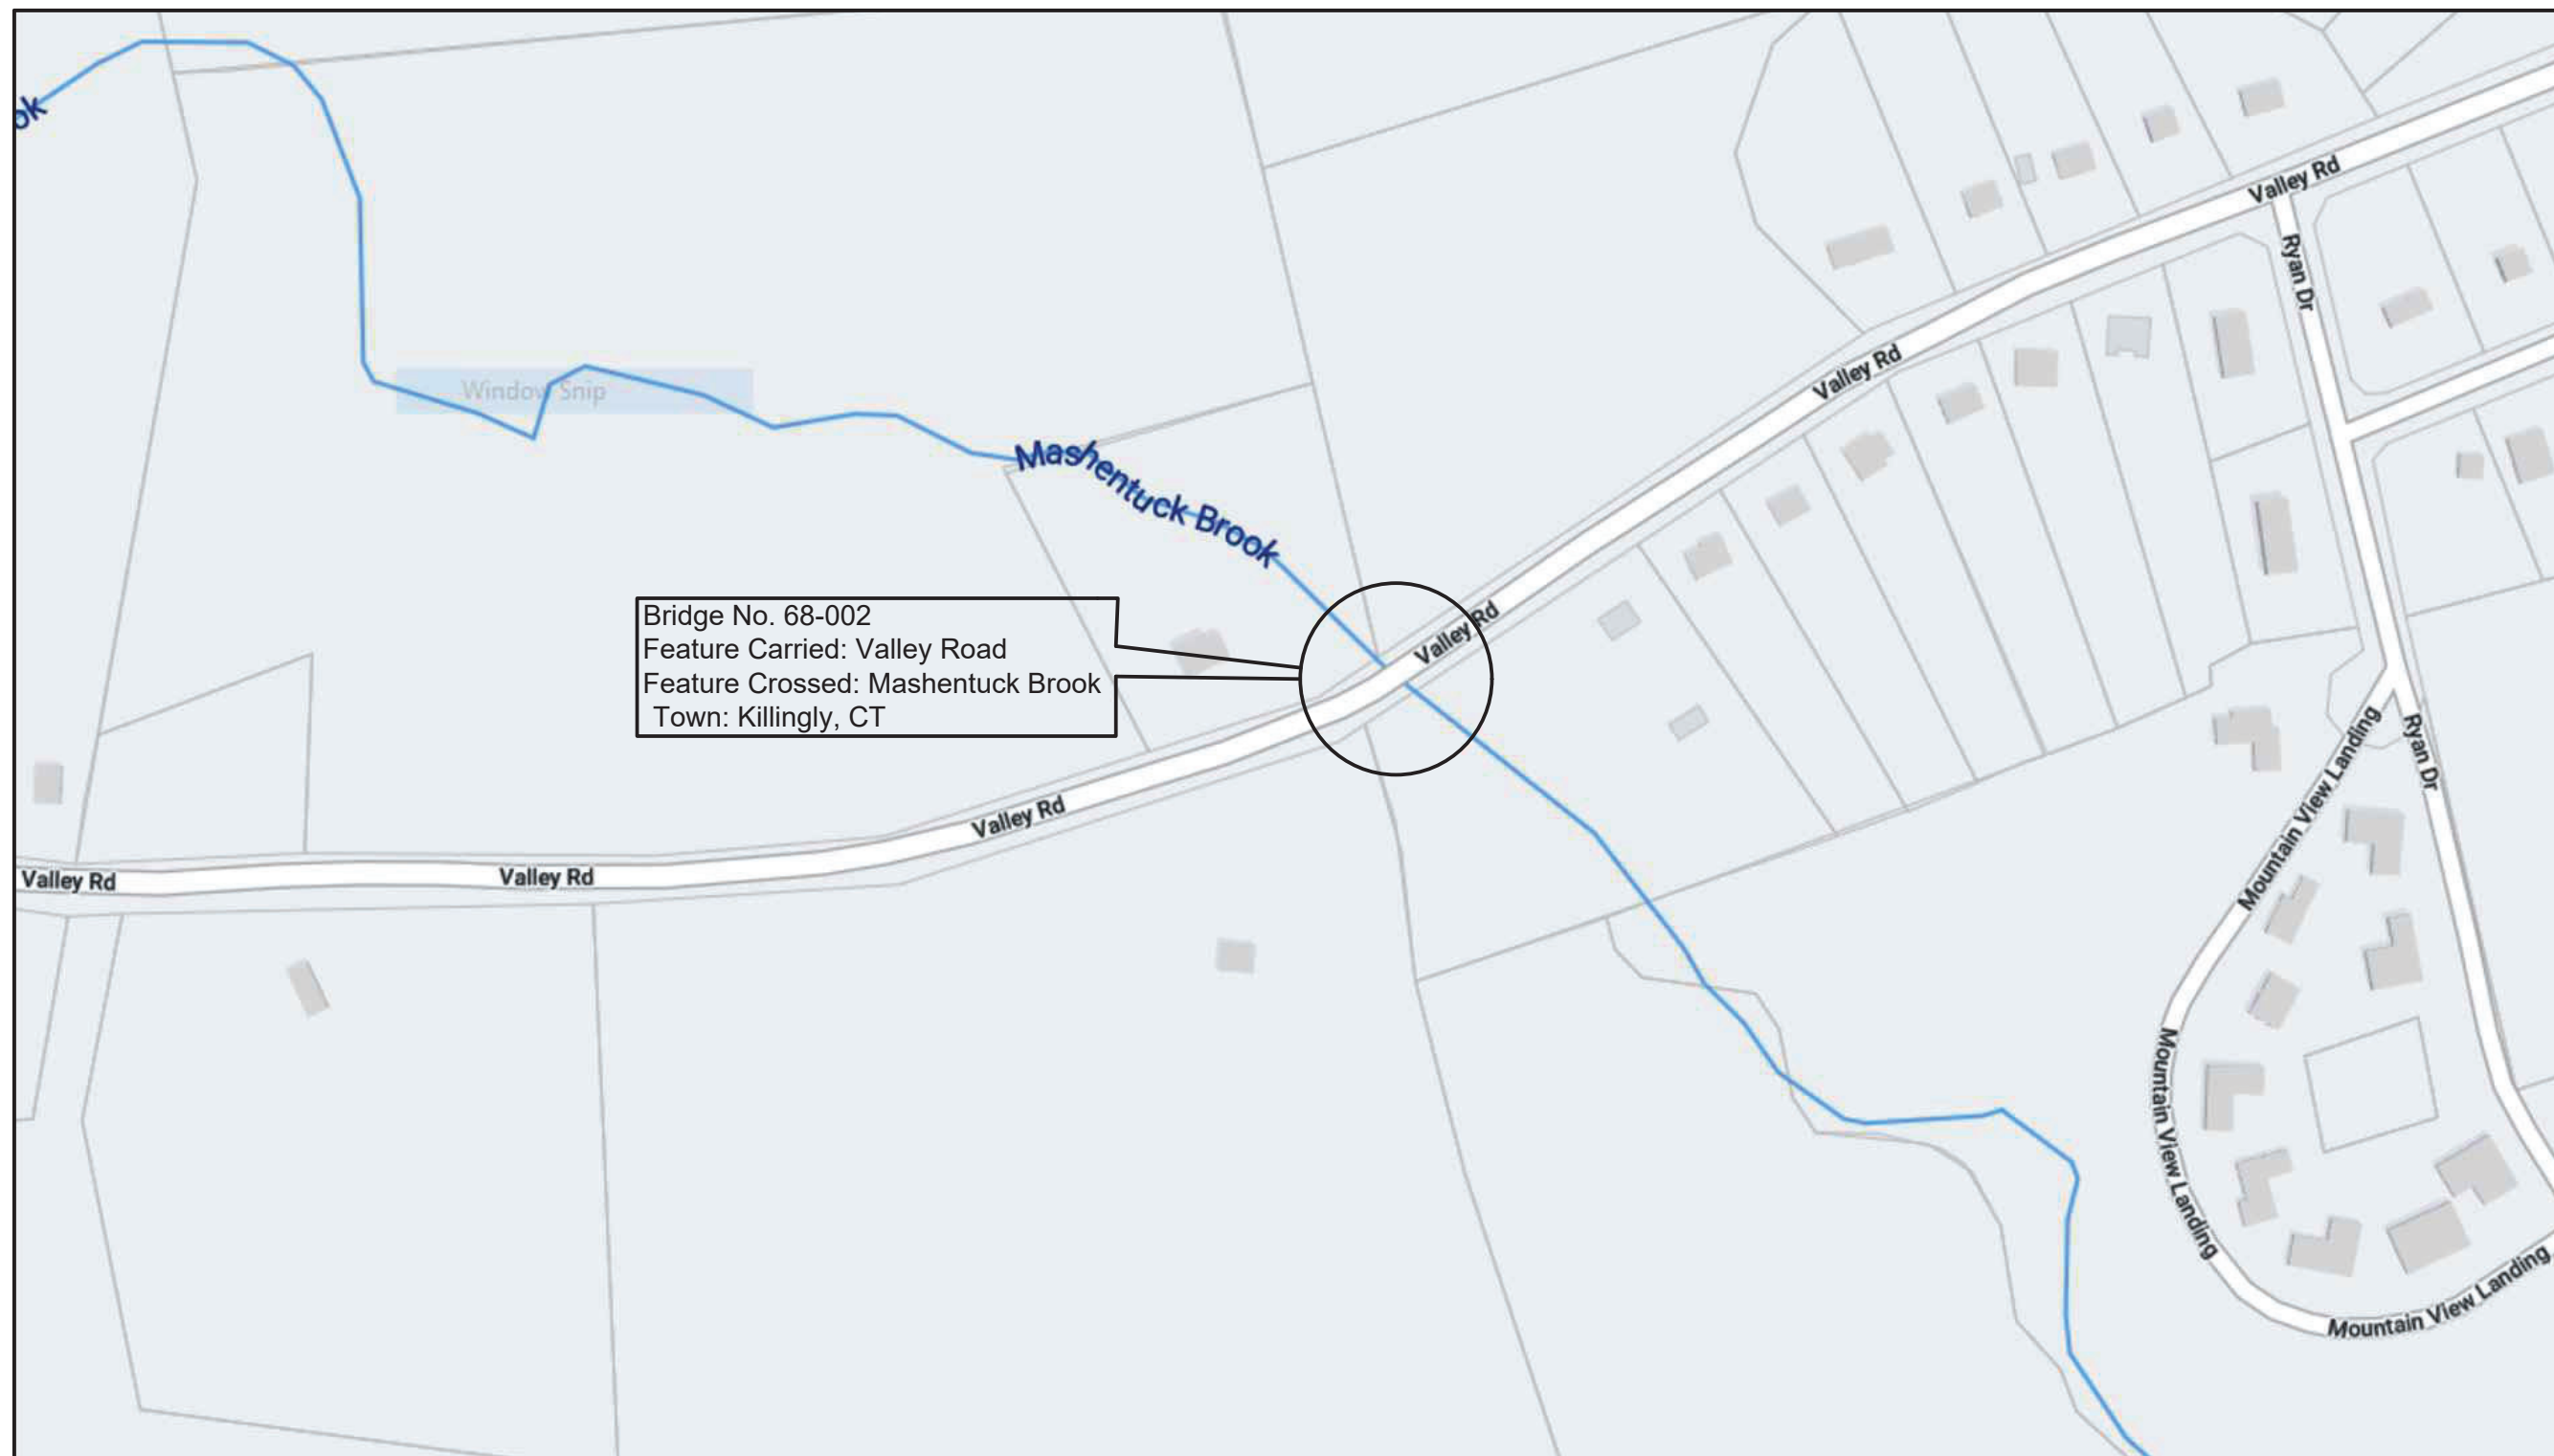 ok
Valley Rd
Ryan Dr
Valley Rd
Window Snip
Mashentuck Brook
Bridge No. 68-002
Feature Carried: Valley Road
Feature Crossed: Mashentuck Brook
Town: Killingly, CT
Valley Rd
Mountain View Landing
Ryan Dr
Valley Rd
Valley Rd
Valley Rd
Mountain View Landing
Mountain View Landing